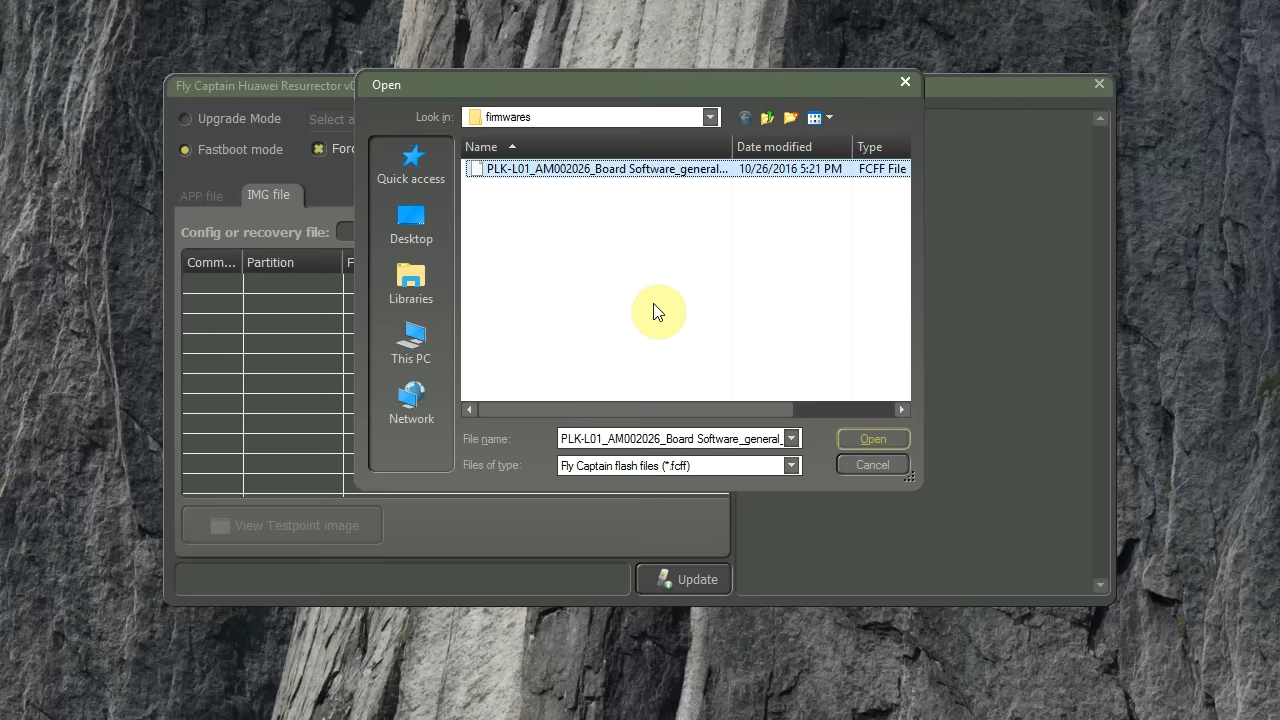 Fly Captain Huawei Resurrector
Open
Upgrade Mode
Select a
Fastboot mode
APP file
IMG file
Config or recovery file:
Comm...
Partition
F
Look in:
firmwares
Quick access
Desktop
Libraries
This PC
Network
Name
Date modified
Type
PLK-L01_AM002026_Board Software_general...
10/26/2016 5:21 PM
FCFF File
File name:
PLK-L01_AM002026_Board Software_general_
Open
Files of type:
Fly Captain flash files (*.fcff)
Cancel
View Testpoint image
Update